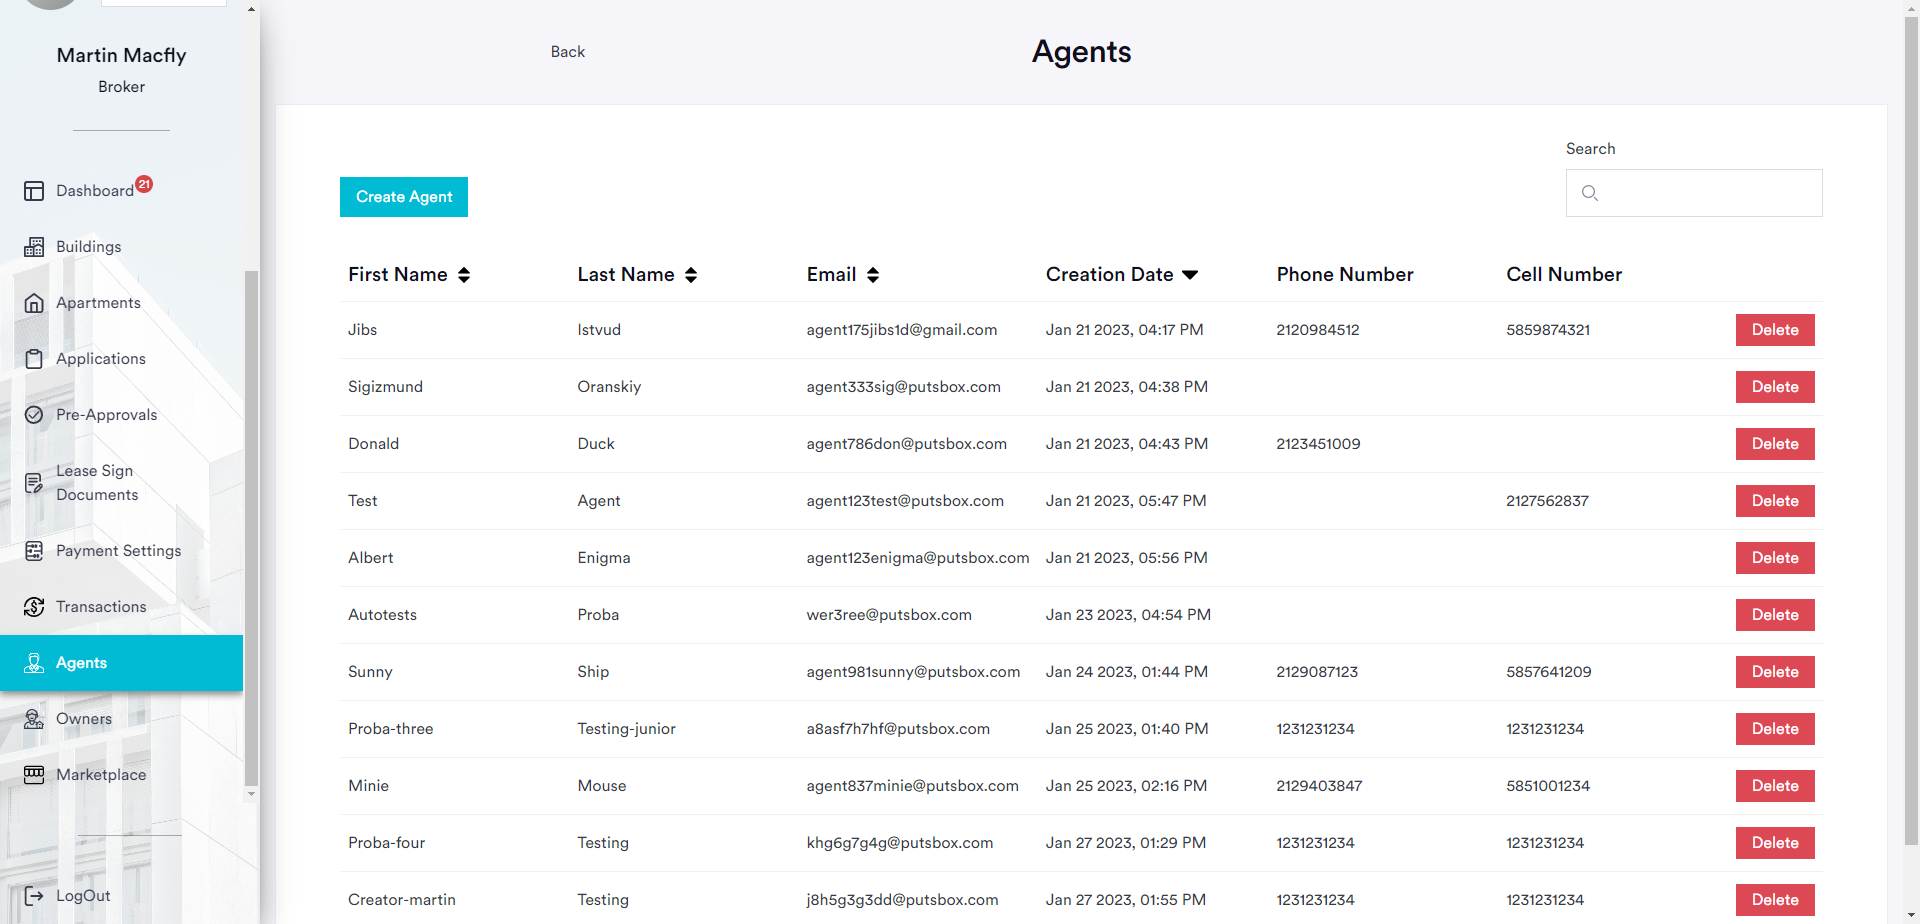 Martin Macfly
Broker
Dashboard 21
Buildings
Apartments
Applications
Pre-Approvals
Lease Sign
Documents
Payment Settings
Transactions
Agents
Owners
Marketplace
LogOut
Back
Agents
Search
Create Agent
First Name Last Name Email Creation Date Phone Number Cell Number
Jibs Istvud agent175jibs1d@gmail.com Jan 21 2023, 04:17 PM 2120984512 5859874321 Delete
Sigizmund Oranskiy agent333sig@putsbox.com Jan 21 2023, 04:38 PM Delete
Donald Duck agent786don@putsbox.com Jan 21 2023, 04:43 PM 2123451009 Delete
Test Agent agent123test@putsbox.com Jan 21 2023, 05:47 PM 2127562837 Delete
Albert Enigma agent123enigma@putsbox.com Jan 21 2023, 05:56 PM Delete
Autotests Proba wer3ree@putsbox.com Jan 23 2023, 04:54 PM Delete
Sunny Ship agent981sunny@putsbox.com Jan 24 2023, 01:44 PM 2129087123 5857641209 Delete
Proba-three Testing-junior a8asf7h7hf@putsbox.com Jan 25 2023, 01:40 PM 1231231234 1231231234 Delete
Minie Mouse agent837minie@putsbox.com Jan 25 2023, 02:16 PM 2129403847 5851001234 Delete
Proba-four Testing khg6g7g4g@putsbox.com Jan 27 2023, 01:29 PM 1231231234 1231231234 Delete
Creator-martin Testing j8h5g3g3dd@putsbox.com Jan 27 2023, 01:55 PM 1231231234 1231231234 Delete